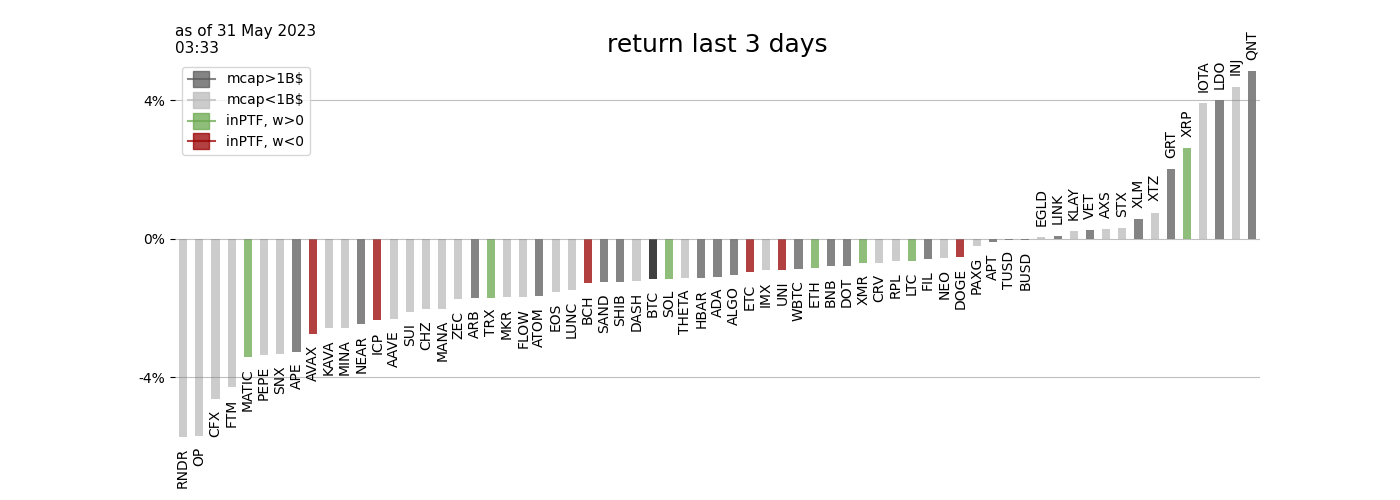 as of 31 May 2023
03:33
return last 3 days
mcap>1B$
mcap<1B$
inPTF, w>0
inPTF, w<0
4%
0%
-4%
RNDR
OP
CFX
FTM
MATIC
PEPE
SNX
APE
AVAX
KAVA
MINA
NEAR
ICP
AAVE
SUI
CHZ
MANA
ZEC
ARB
TRX
MKR
FLOW
ATOM
EOS
LUNC
BCH
SAND
SHIB
DASH
BTC
SOL
THETA
HBAR
ADA
ALGO
ETC
IMX
UNI
WBTC
ETH
BNB
DOT
XMR
CRV
RPL
LTC
FIL
NEO
DOGE
PAXG
APT
TUSD
BUSD
EGLD
LINK
KLAY
VET
AXS
STX
XLM
XTZ
GRT
XRP
IOTA
LDO
INJ
QNT